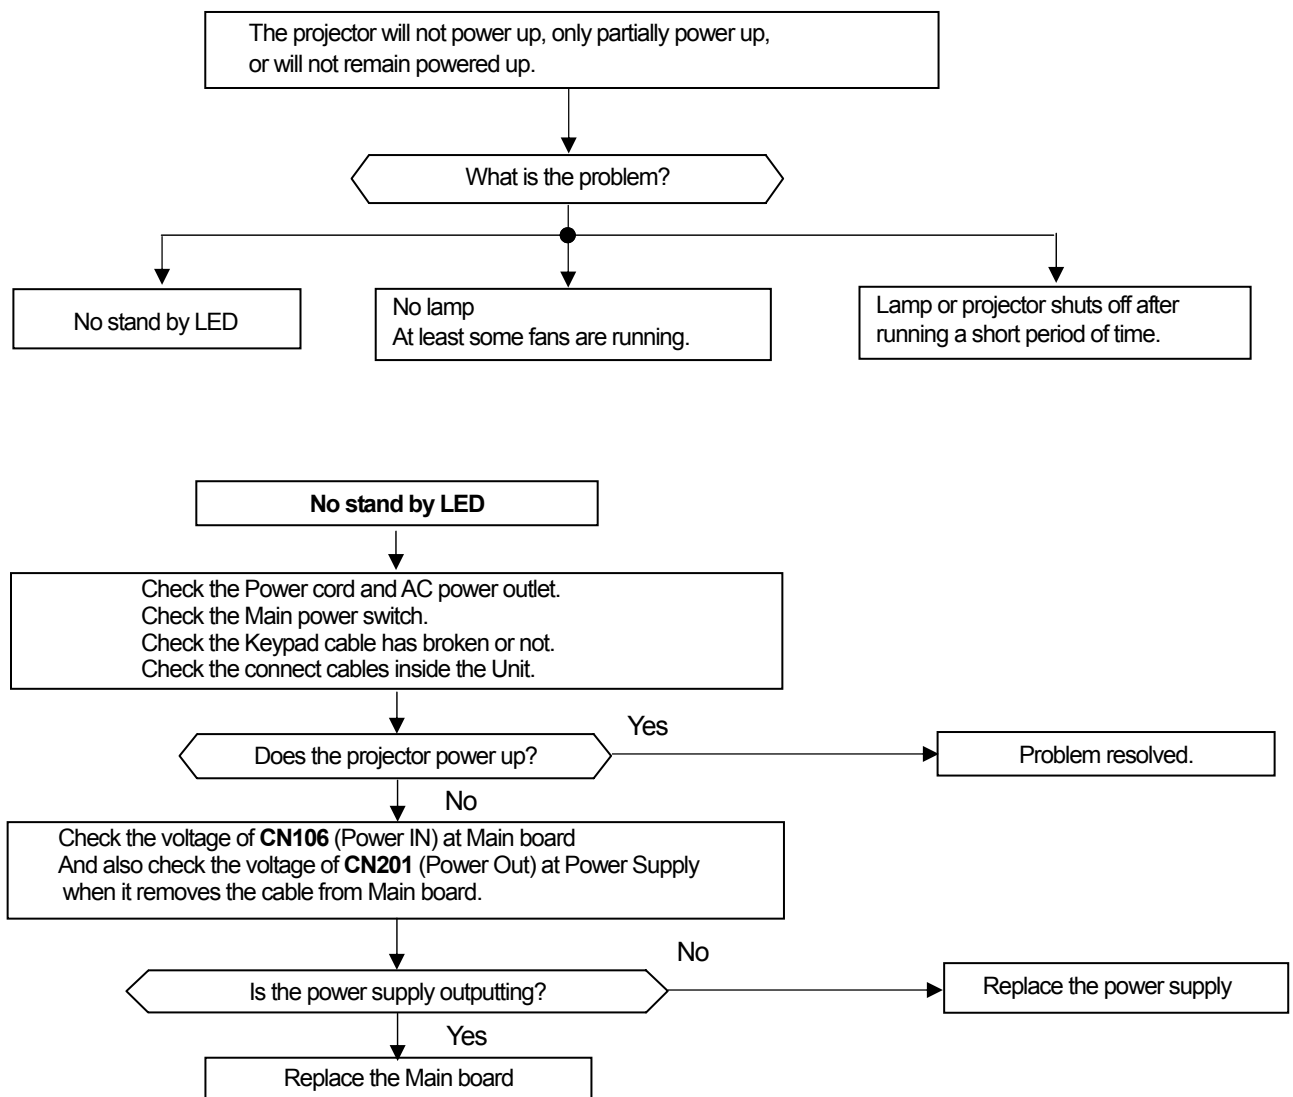 The projector will not power up, only partially power up,
or will not remain powered up.
What is the problem?
No stand by LED
No lamp
At least some fans are running.
Lamp or projector shuts off after
running a short period of time.
No stand by LED
Check the Power cord and AC power outlet.
Check the Main power switch.
Check the Keypad cable has broken or not.
Check the connect cables inside the Unit.
Does the projector power up?
Yes
Problem resolved.
No
Check the voltage of CN106 (Power IN) at Main board
And also check the voltage of CN201 (Power Out) at Power Supply
when it removes the cable from Main board.
Is the power supply outputting?
No
Replace the power supply
Yes
Replace the Main board